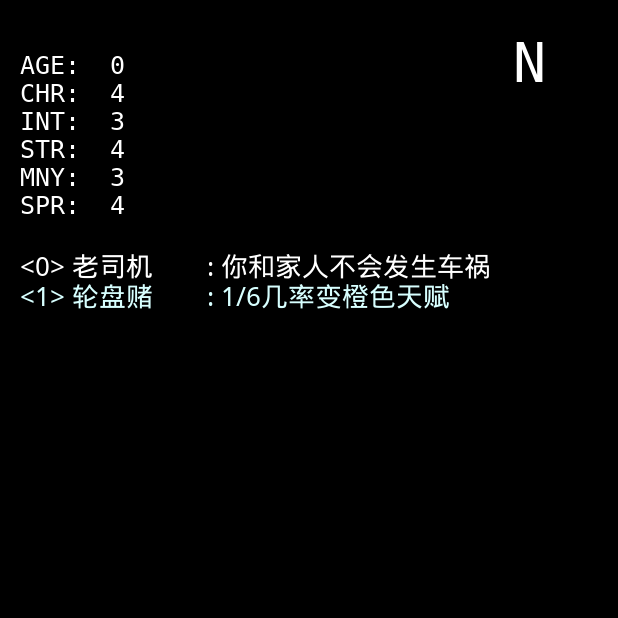 N
AGE: 0
CHR: 4
INT: 3
STR: 4
MNY: 3
SPR: 4
<0> 老司机 : 你和家人不会发生车祸
<1> 轮盘赌 : 1/6几率变橙色天赋